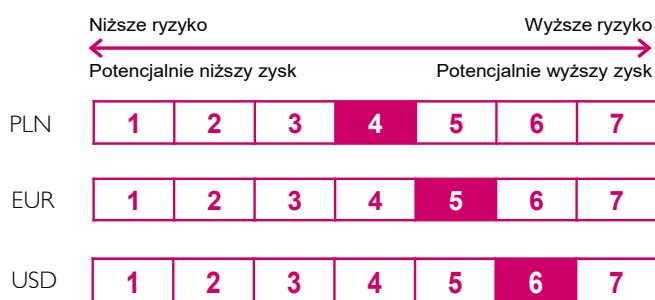 Niższe ryzyko Wyższe ryzyko
Potencjalnie niższy zysk Potencjalnie wyższy zysk
PLN 1 2 3 4 5 6 7
EUR 1 2 3 4 5 6 7
USD 1 2 3 4 5 6 7